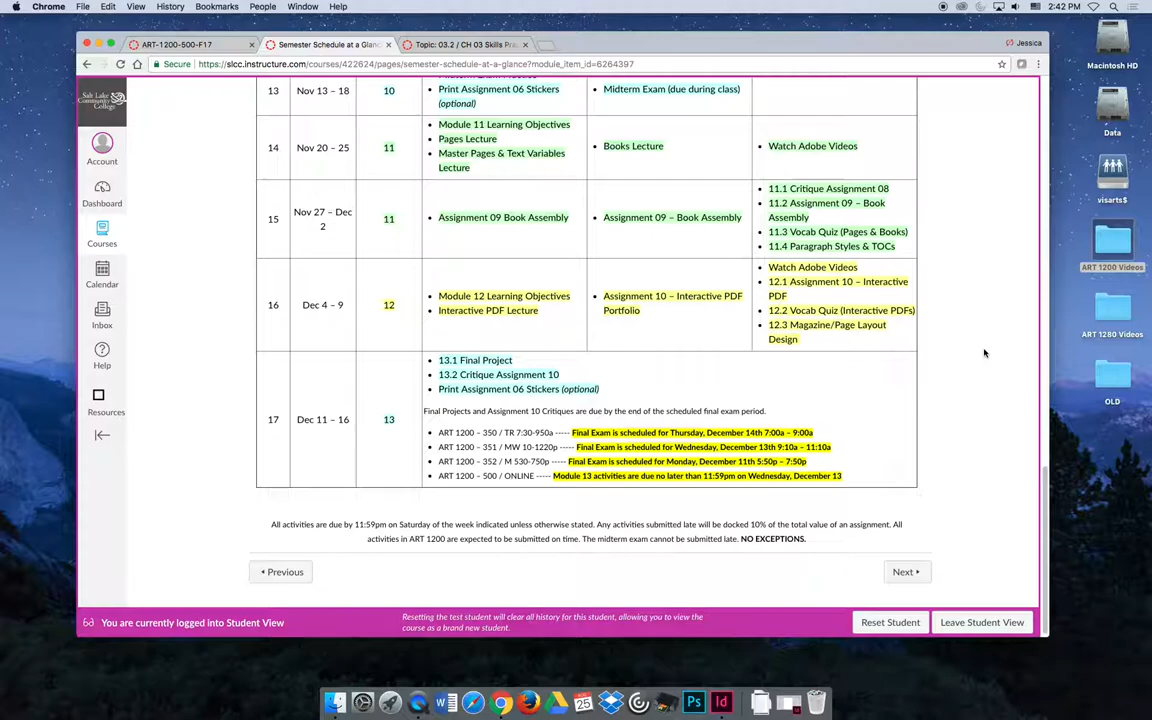 Chrome File Edit View History Bookmarks People Window Help 2:42 PM
ART-1200-500-F17
Semester Schedule at a Glanc
Topic: 03.2 / CH 03 Skills Pra
Jessica
Secure https://slcc.instructure.com/courses/422624/pages/semester-schedule-at-a-glance?module_item_id=6264397
Salt Lake
Community
College
Account
Dashboard
Courses
Calendar
Inbox
Help
Resources
13 Nov 13 – 18 10
Print Assignment 06 Stickers
(optional)
Midterm Exam (due during class)
14 Nov 20 – 25 11
Module 11 Learning Objectives
Pages Lecture
Master Pages & Text Variables
Lecture
Books Lecture
Watch Adobe Videos
15 Nov 27 – Dec
2
11
Assignment 09 Book Assembly
Assignment 09 – Book Assembly
11.1 Critique Assignment 08
11.2 Assignment 09 – Book
Assembly
11.3 Vocab Quiz (Pages & Books)
11.4 Paragraph Styles & TOCs
16 Dec 4 – 9 12
Module 12 Learning Objectives
Interactive PDF Lecture
Assignment 10 – Interactive PDF
Portfolio
Watch Adobe Videos
12.1 Assignment 10 – Interactive
PDF
12.2 Vocab Quiz (Interactive PDFs)
12.3 Magazine/Page Layout
Design
17 Dec 11 – 16 13
13.1 Final Project
13.2 Critique Assignment 10
Print Assignment 06 Stickers (optional)
Final Projects and Assignment 10 Critiques are due by the end of the scheduled final exam period.
ART 1200 – 350 / TR 7:30-950a ----- Final Exam is scheduled for Thursday, December 14th 7:00a – 9:00a
ART 1200 – 351 / MW 10-1220p ----- Final Exam is scheduled for Wednesday, December 13th 9:10a – 11:10a
ART 1200 – 352 / M 530-750p ----- Final Exam is scheduled for Monday, December 11th 5:50p – 7:50p
ART 1200 – 500 / ONLINE ----- Module 13 activities are due no later than 11:59pm on Wednesday, December 13
All activities are due by 11:59pm on Saturday of the week indicated unless otherwise stated. Any activities submitted late will be docked 10% of the total value of an assignment. All
activities in ART 1200 are expected to be submitted on time. The midterm exam cannot be submitted late. NO EXCEPTIONS.
Previous
Next
You are currently logged into Student View
Resetting the test student will clear all history for this student, allowing you to view the
course as a brand new student.
Reset Student
Leave Student View
Macintosh HD
Data
visarts$
ART 1200 Videos
ART 1280 Videos
OLD
25
Ps
Id